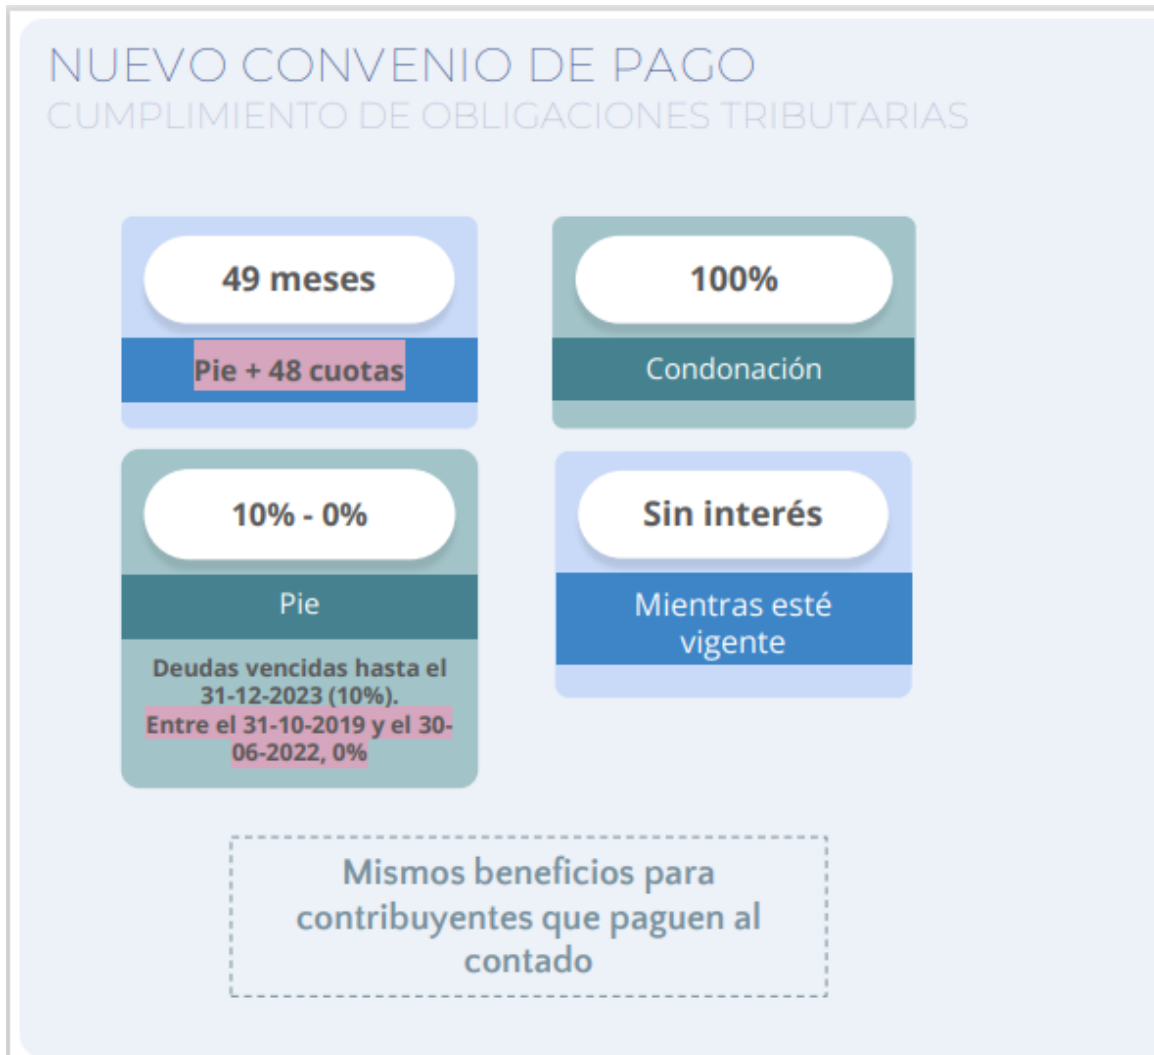 NUEVO CONVENIO DE PAGO
CUMPLIMIENTO DE OBLIGACIONES TRIBUTARIAS
49 meses
Pie + 48 cuotas
100%
Condonación
10% - 0%
Pie
Deudas vencidas hasta el
31-12-2023 (10%).
Entre el 31-10-2019 y el 30-
06-2022, 0%
Sin interés
Mientras esté
vigente
Mismos beneficios para
contribuyentes que paguen al
contado